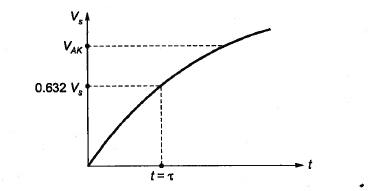 V_s
V_AK
0.632 V_s
t
t = τ